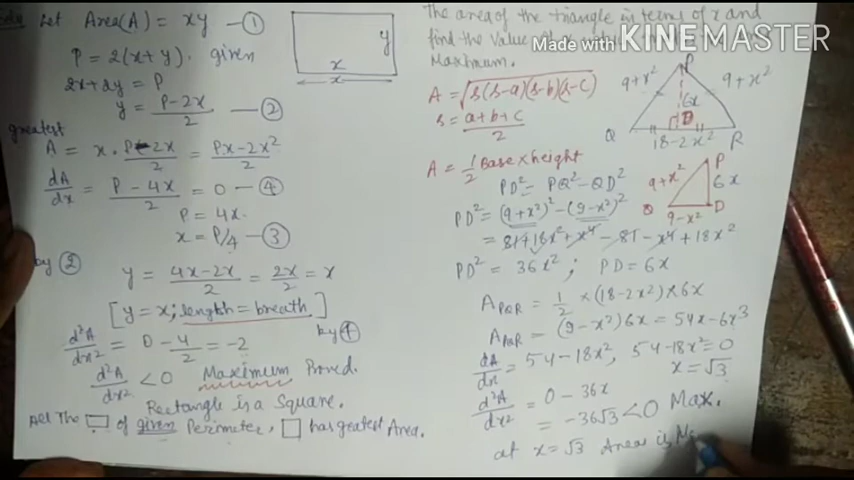 Let Area(A) = xy — ①
P = 2(x+y). given
2x+2y = P
y = P-2x / 2 — ②
y
x
x
greatest
A = x . P-2x / 2 = Px-2x² / 2
dA/dx = P-4x / 2 = 0 — ④
P = 4x.
x = P/4 — ③
by ②
y = 4x-2x / 2 = 2x / 2 = x
[y=x; length = breath]
d²A/dx² = 0 - 4/2 = -2 by ④
d²A/dx² < 0 Maximum Proved.
Rectangle is a Square.
All The ▭ of given Perimeter, □ has greatest Area.
The area of the triangle in terms of x and
find the value
Maximum.
Made with KINEMASTER
A = √s(s-a)(s-b)(s-c)
s = a+b+c / 2
P
9+x² 9+x²
6x
D
Q R
18-2x²
A = 1/2 Base × height
PD² = PQ² - QD²
PD² = (9+x²)² - (9-x²)²
= 81+18x²+x⁴ - 81 - x⁴ + 18x²
PD² = 36x² ; PD = 6x
P
9+x² 6x
Q D
9-x²
A PQR = 1/2 × (18-2x²) × 6x
A PQR = (9-x²)6x = 54x-6x³
dA/dx = 54-18x², 54-18x² = 0
x = √3
d²A/dx² = 0 - 36x
= -36√3 < 0 Max.
at x = √3 Area is